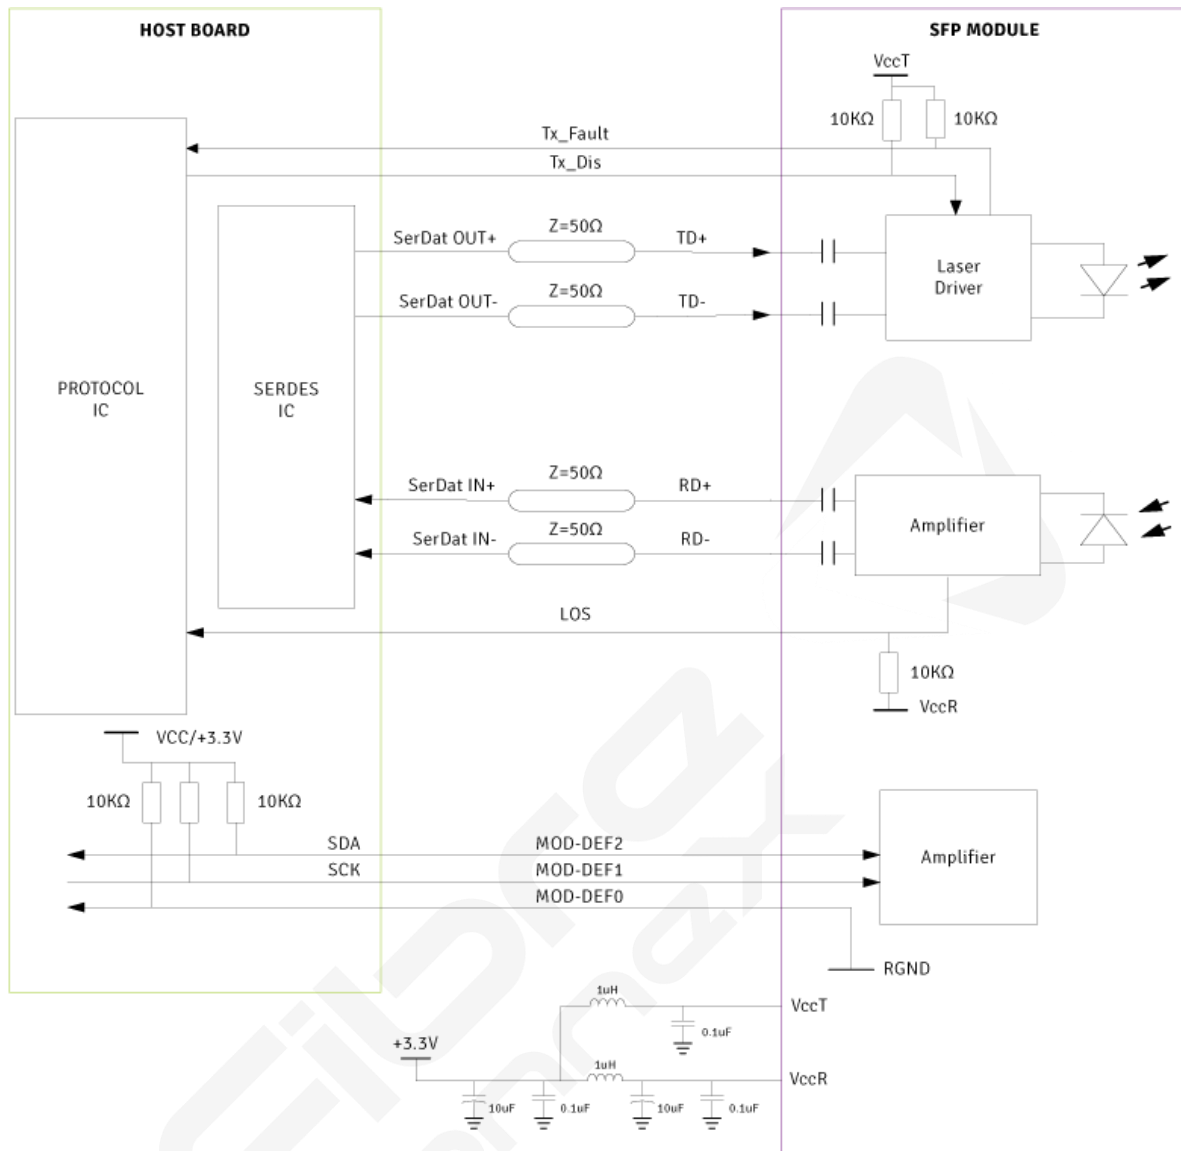 HOST BOARD
SFP MODULE
VccT
10KΩ
10KΩ
Tx_Fault
Tx_Dis
SerDat OUT+
Z=50Ω
TD+
SerDat OUT-
Z=50Ω
TD-
Laser
Driver
PROTOCOL
IC
SERDES
IC
SerDat IN+
Z=50Ω
RD+
SerDat IN-
Z=50Ω
RD-
Amplifier
LOS
10KΩ
VccR
VCC/+3.3V
10KΩ
10KΩ
SDA
MOD-DEF2
SCK
MOD-DEF1
MOD-DEF0
Amplifier
RGND
1uH
VccT
0.1uF
+3.3V
1uH
VccR
10uF
0.1uF
10uF
0.1uF